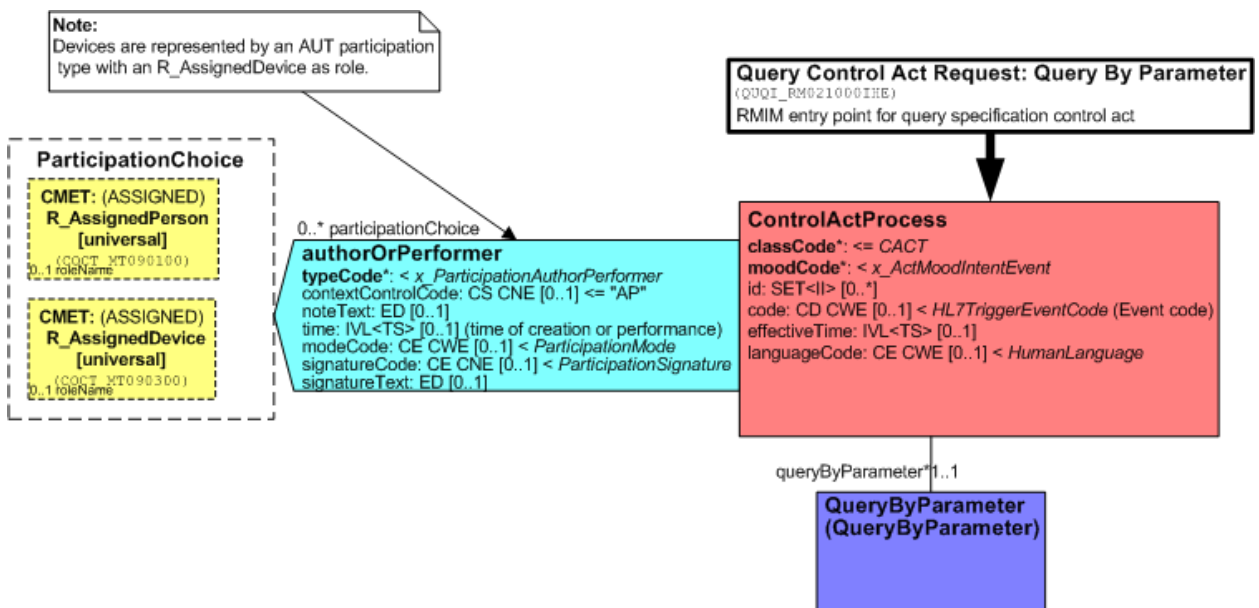 Note:
Devices are represented by an AUT participation
type with an R_AssignedDevice as role.
Query Control Act Request: Query By Parameter
(QUQI_RM021000IHE)
RMIM entry point for query specification control act
ParticipationChoice
CMET: (ASSIGNED)
R_AssignedPerson
[universal]
(COCT_MT090100)
0..1 roleName
CMET: (ASSIGNED)
R_AssignedDevice
[universal]
(COCT_MT090300)
0..1 roleName
0..* participationChoice
authorOrPerformer
typeCode*: < x_ParticipationAuthorPerformer
contextControlCode: CS CNE [0..1] <= "AP"
noteText: ED [0..1]
time: IVL<TS> [0..1] (time of creation or performance)
modeCode: CE CWE [0..1] < ParticipationMode
signatureCode: CE CNE [0..1] < ParticipationSignature
signatureText: ED [0..1]
ControlActProcess
classCode*: <= CACT
moodCode*: < x_ActMoodIntentEvent
id: SET<II> [0..*]
code: CD CWE [0..1] < HL7TriggerEventCode (Event code)
effectiveTime: IVL<TS> [0..1]
languageCode: CE CWE [0..1] < HumanLanguage
queryByParameter*1..1
QueryByParameter
(QueryByParameter)